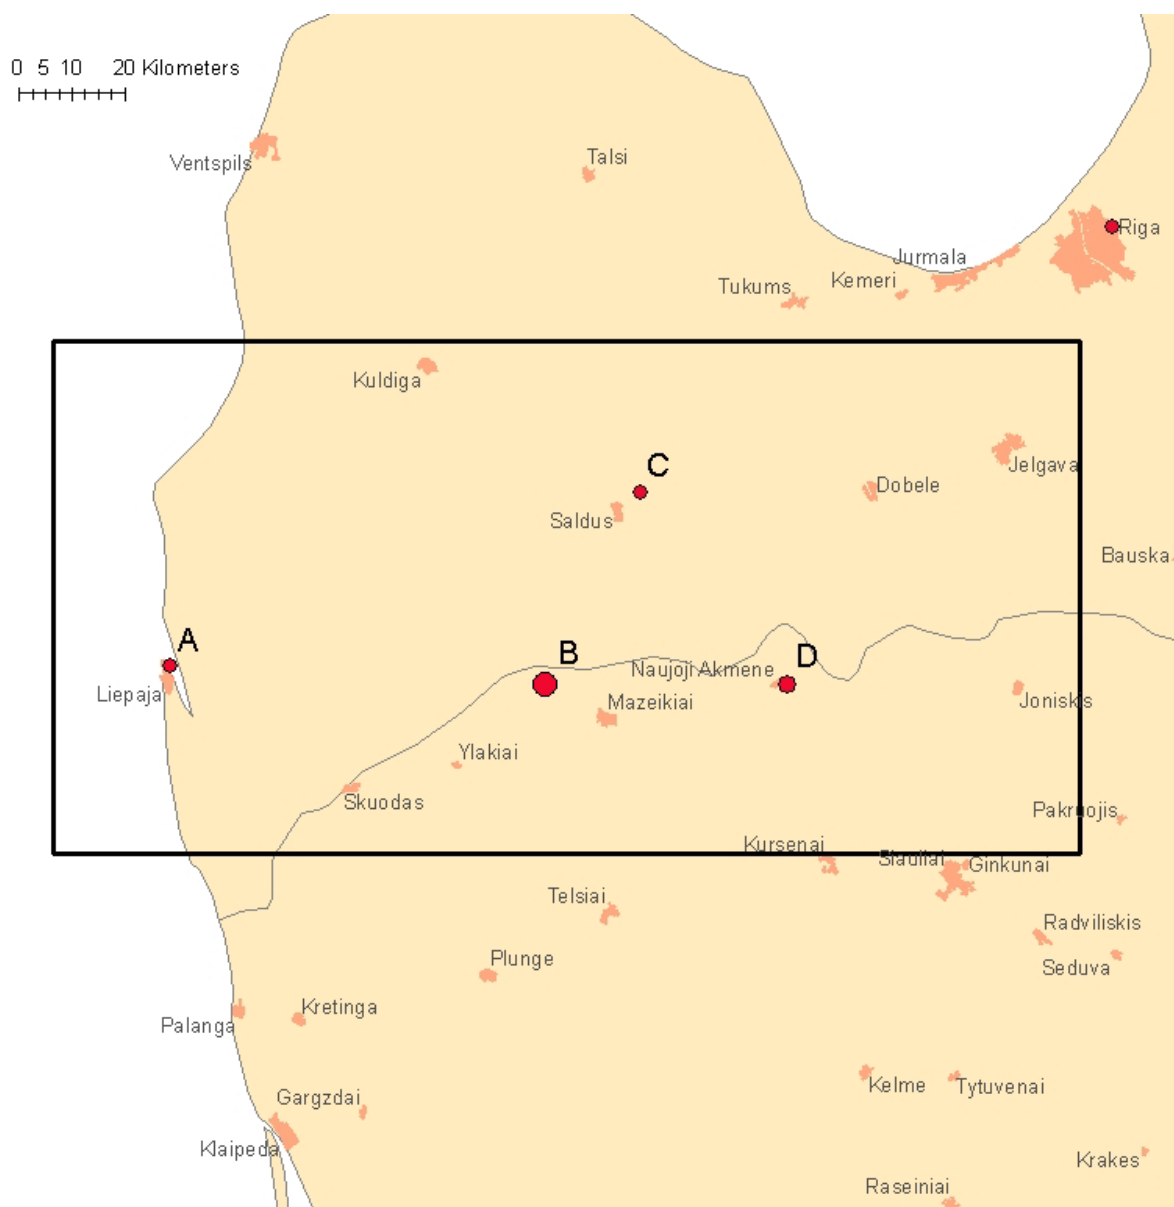 0 5 10 20 Kilometers
Ventspils
Talsi
Riga
Jurmala
Kemeri
Tukums
Kuldiga
C
Jelgava
Dobele
Saldus
Bauska
A
B
D
Naujoji Akmene
Liepaja
Mazeikiai
Joniskis
Ylakiai
Skuodas
Pakruojis
Kursenai
Siauliai
Ginkunai
Telsiai
Radviliskis
Plunge
Seduva
Kretinga
Palanga
Kelme
Tytuvenai
Gargzdai
Klaipeda
Krakes
Raseiniai